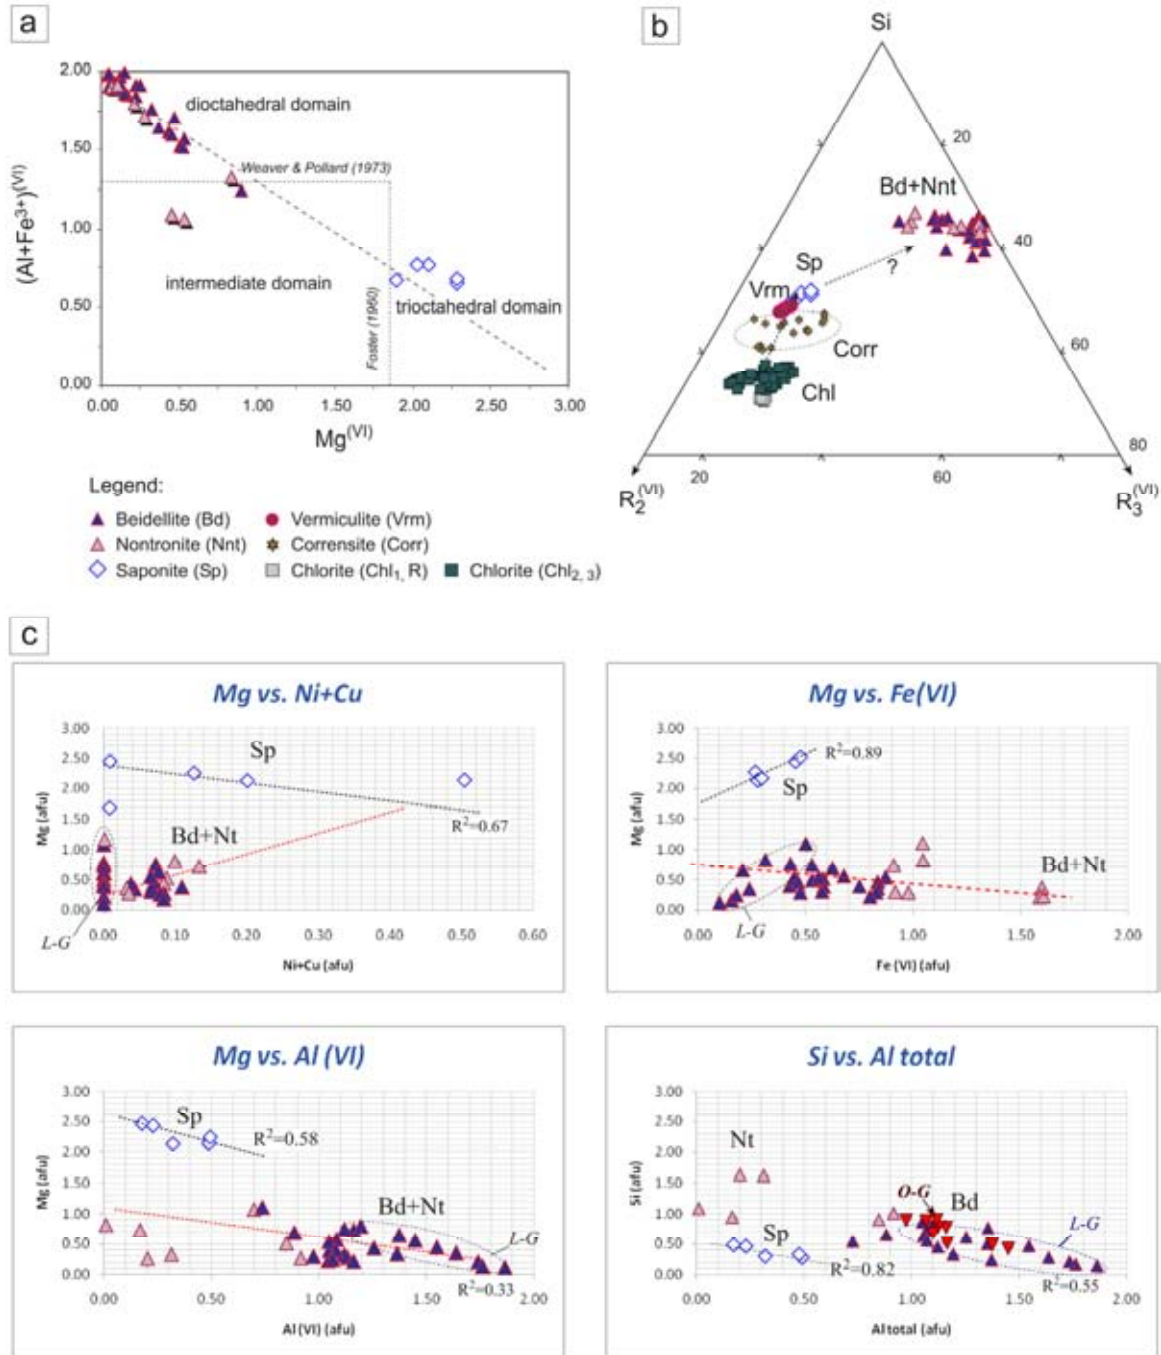 a
2.00
1.50
1.00
0.50
0.00
(Al+Fe³⁺)⁽ⱽᴵ⁾
dioctahedral domain
Weaver & Pollard (1973)
intermediate domain
Foster (1960)
trioctahedral domain
0.00 0.50 1.00 1.50 2.00 2.50 3.00
Mg⁽ⱽᴵ⁾
b
Si
20
Bd+Nnt
40
?
Sp
Vrm
Corr
60
Chl
80
20 60
R₂⁽ⱽᴵ⁾ R₃⁽ⱽᴵ⁾
Legend:
Beidellite (Bd) Vermiculite (Vrm)
Nontronite (Nnt) Corrensite (Corr)
Saponite (Sp) Chlorite (Chl₁, R) Chlorite (Chl₂, ₃)
c
Mg vs. Ni+Cu
3.00
2.50
2.00
1.50
1.00
0.50
0.00
Mg (afu)
Sp
R²=0.67
Bd+Nt
L-G
0.00 0.10 0.20 0.30 0.40 0.50 0.60
Ni+Cu (afu)
Mg vs. Fe(VI)
3.00
2.50
2.00
1.50
1.00
0.50
0.00
Mg (afu)
R²=0.89
Sp
Bd+Nt
L-G
0.00 0.50 1.00 1.50 2.00
Fe (VI) (afu)
Mg vs. Al (VI)
3.00
2.50
2.00
1.50
1.00
0.50
0.00
Mg (afu)
Sp
R²=0.58
Bd+Nt
L-G
R²=0.33
0.00 0.50 1.00 1.50 2.00
Al (VI) (afu)
Si vs. Al total
3.00
2.50
2.00
1.50
1.00
0.50
0.00
Si (afu)
Nt
O-G
Bd
Sp
L-G
R²=0.82
R²=0.55
0.00 0.50 1.00 1.50 2.00
Al total (afu)